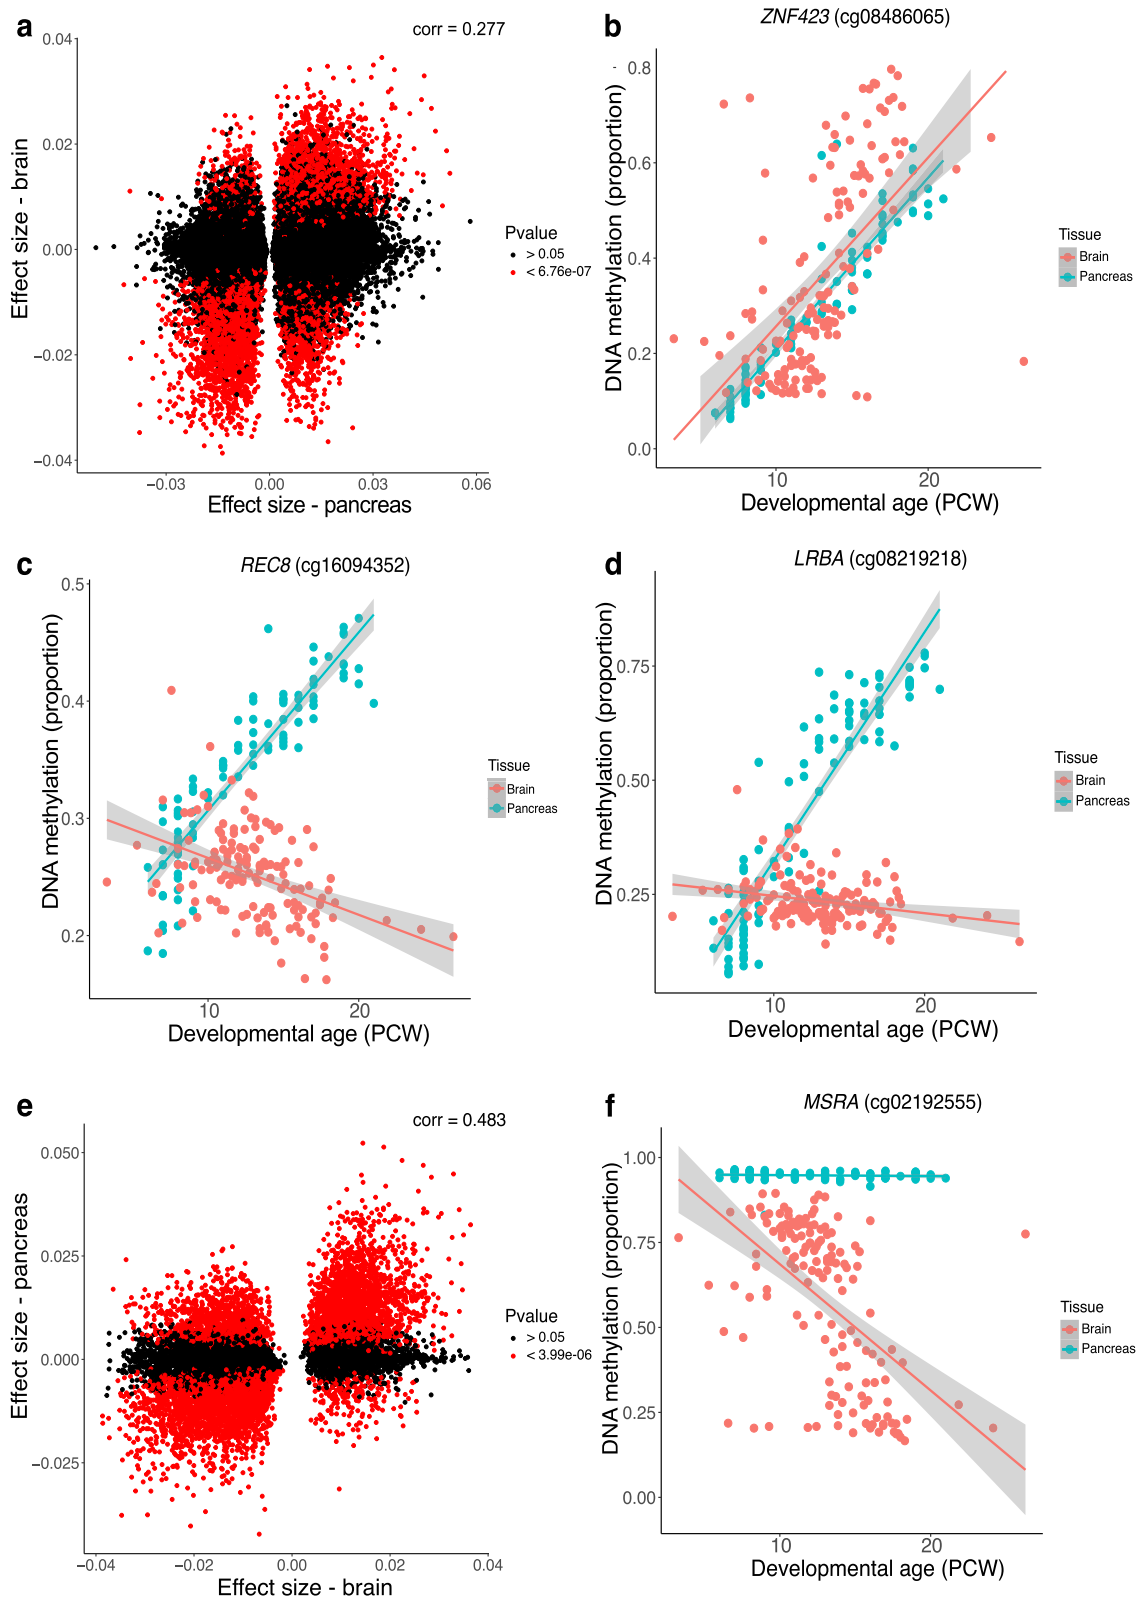 a
corr = 0.277
0.04
0.02
0.00
−0.02
−0.04
−0.03
0.00
0.03
0.06
Effect size - brain
Effect size - pancreas
Pvalue
> 0.05
< 6.76e-07
b
ZNF423 (cg08486065)
0.8
0.6
0.4
0.2
0.0
10
20
DNA methylation (proportion)
Developmental age (PCW)
Tissue
Brain
Pancreas
c
REC8 (cg16094352)
0.5
0.4
0.3
0.2
10
20
DNA methylation (proportion)
Developmental age (PCW)
Tissue
Brain
Pancreas
d
LRBA (cg08219218)
0.75
0.50
0.25
10
20
DNA methylation (proportion)
Developmental age (PCW)
Tissue
Brain
Pancreas
e
corr = 0.483
0.050
0.025
0.000
−0.025
−0.04
−0.02
0.00
0.02
0.04
Effect size - pancreas
Effect size - brain
Pvalue
> 0.05
< 3.99e-06
f
MSRA (cg02192555)
1.00
0.75
0.50
0.25
0.00
10
20
DNA methylation (proportion)
Developmental age (PCW)
Tissue
Brain
Pancreas